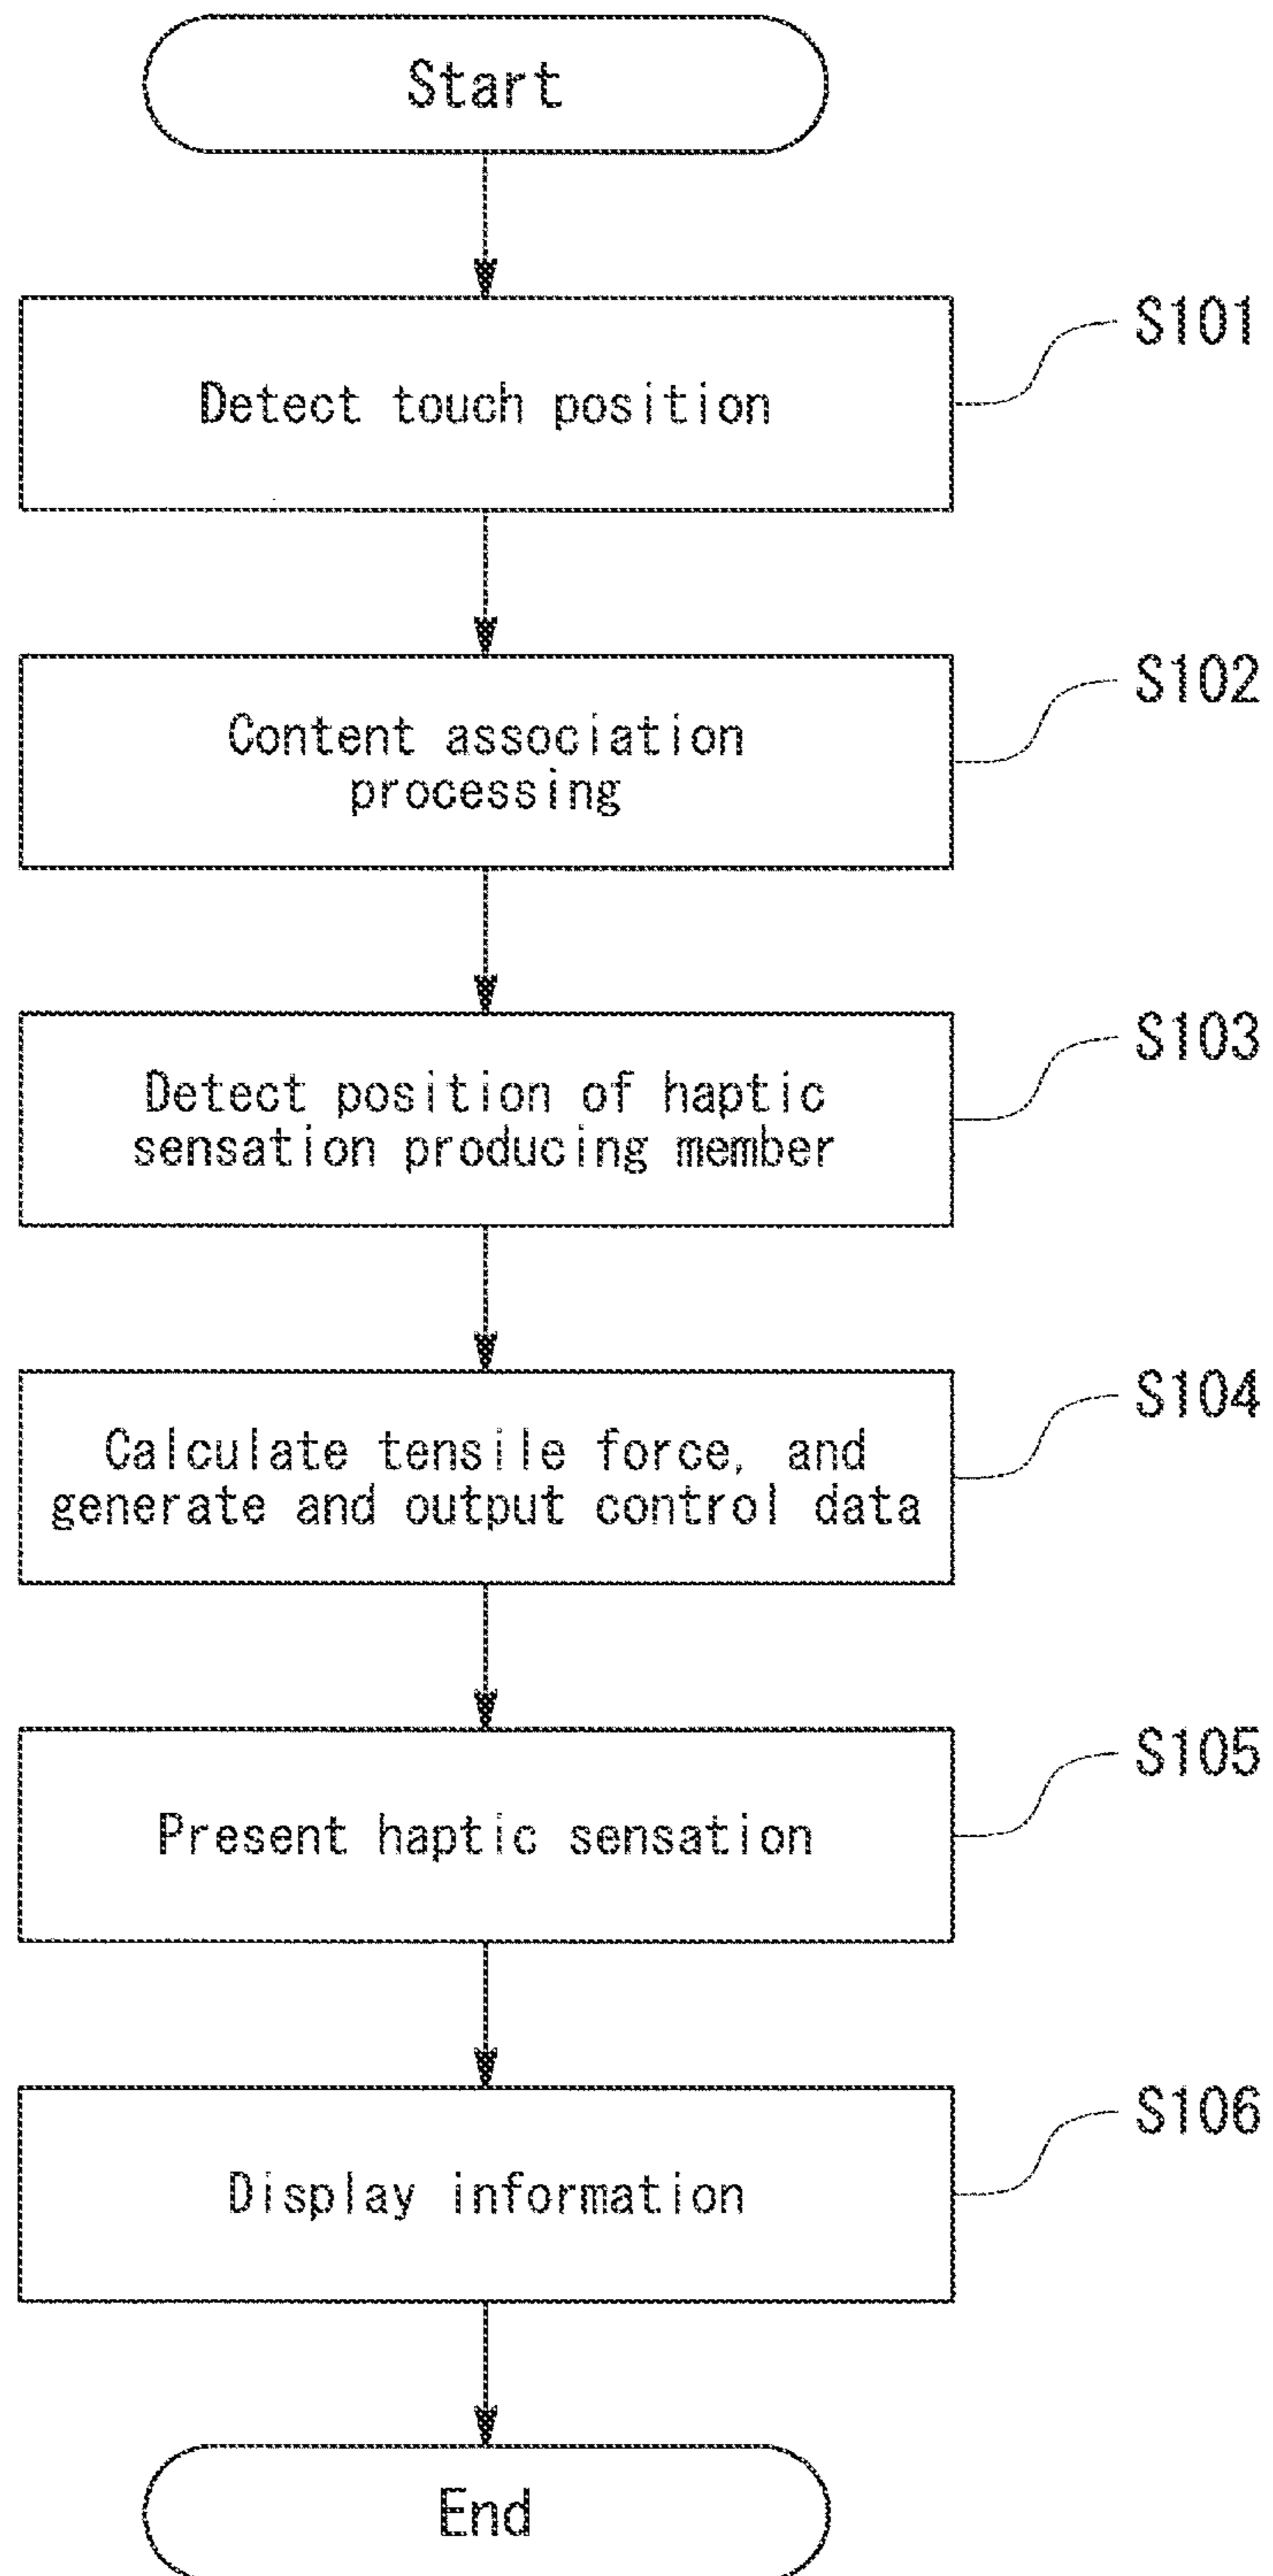 Start
S101
Detect touch position
S102
Content association
processing
S103
Detect position of haptic
sensation producing member
S104
Calculate tensile force, and
generate and output control data
S105
Present haptic sensation
S106
Display information
End